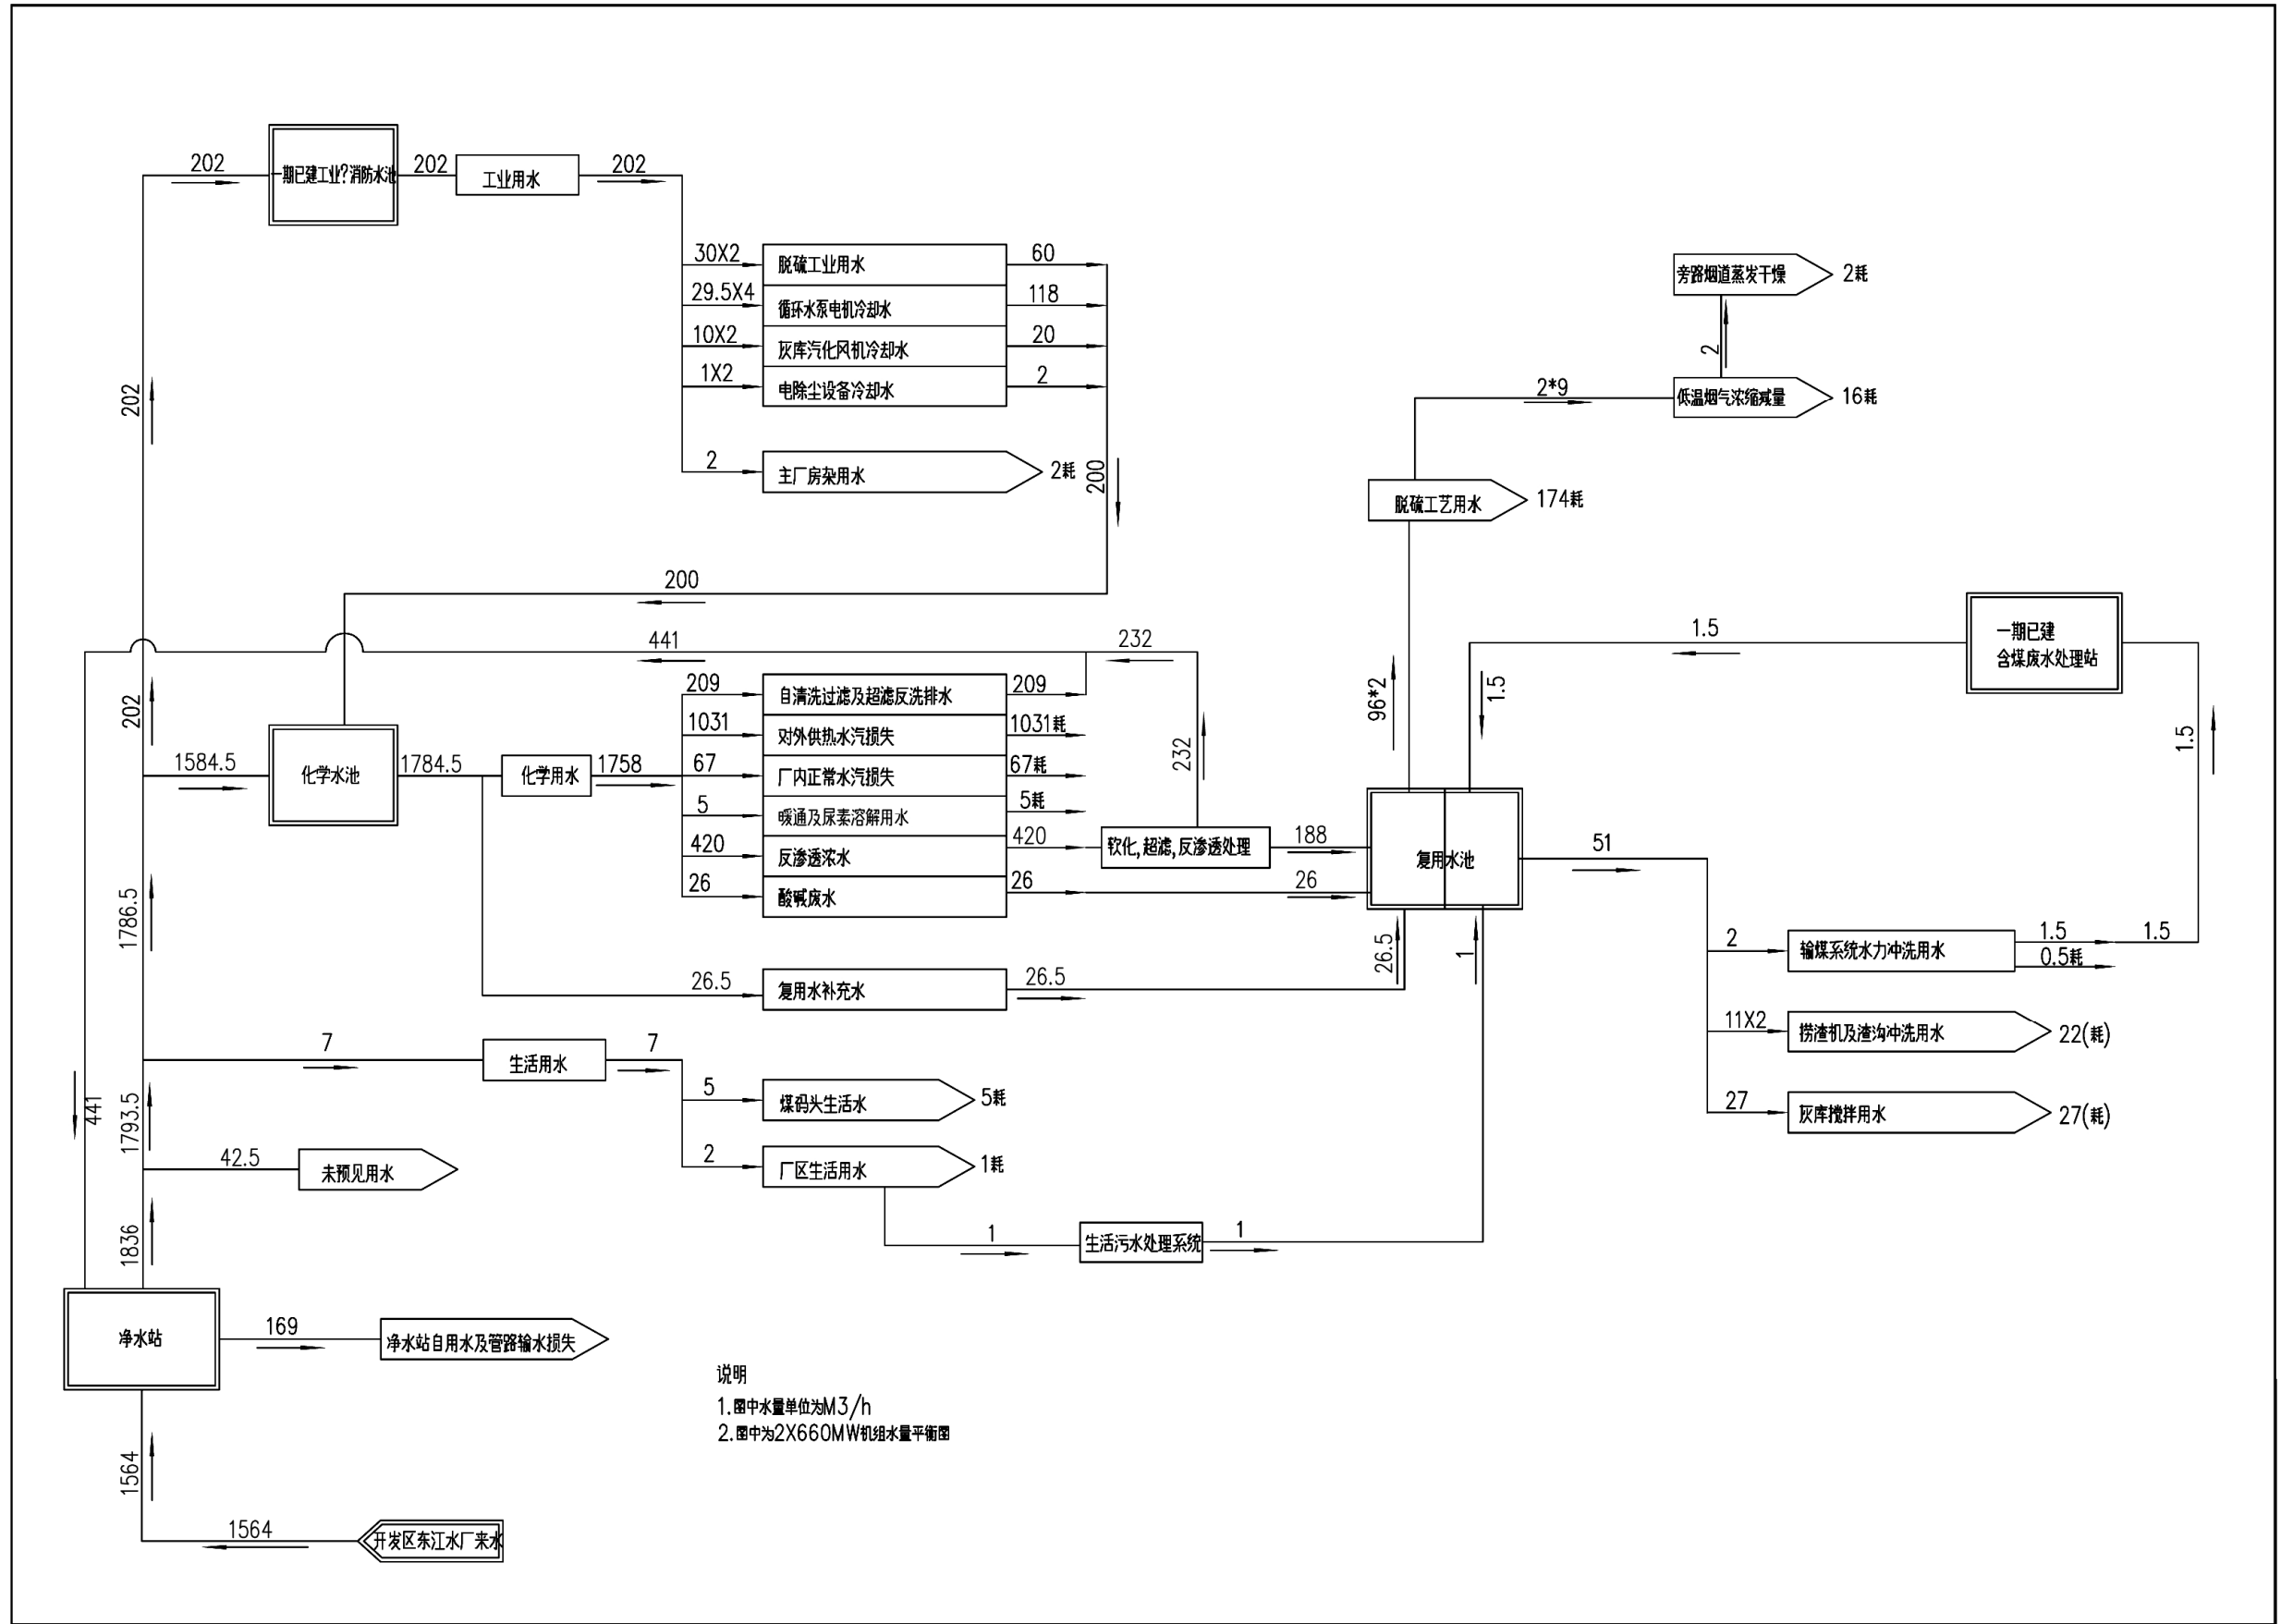 202
一期已建工业?消防水池
202
工业用水
202
30X2
脱硫工业用水
60
29.5X4
循环水泵电机冷却水
118
10X2
灰库汽化风机冷却水
20
1X2
电除尘设备冷却水
2
2
主厂房杂用水
2耗
200
202
200
旁路烟道蒸发干燥
2耗
2
2*9
低温烟气浓缩减量
16耗
脱硫工艺用水
174耗
96*2
441
232
232
1.5
1.5
一期已建
含煤废水处理站
1.5
202
1584.5
化学水池
1784.5
化学用水
1758
209
自清洗过滤及超滤反洗排水
209
1031
对外供热水汽损失
1031耗
67
厂内正常水汽损失
67耗
5
暖通及尿素溶解用水
5耗
420
反渗透浓水
420
软化,超滤,反渗透处理
188
26
酸碱废水
26
26
复用水池
51
26.5
复用水补充水
26.5
26.5
1
2
输煤系统水力冲洗用水
1.5
0.5耗
1.5
11X2
捞渣机及渣沟冲洗用水
22(耗)
27
灰库搅拌用水
27(耗)
1786.5
7
生活用水
7
5
煤码头生活水
5耗
2
厂区生活用水
1耗
1
生活污水处理系统
1
441
1793.5
42.5
未预见用水
1836
净水站
169
净水站自用水及管路输水损失
1564
1564
开发区东江水厂来水
说明
1.图中水量单位为M3/h
2.图中为2X660MW机组水量平衡图